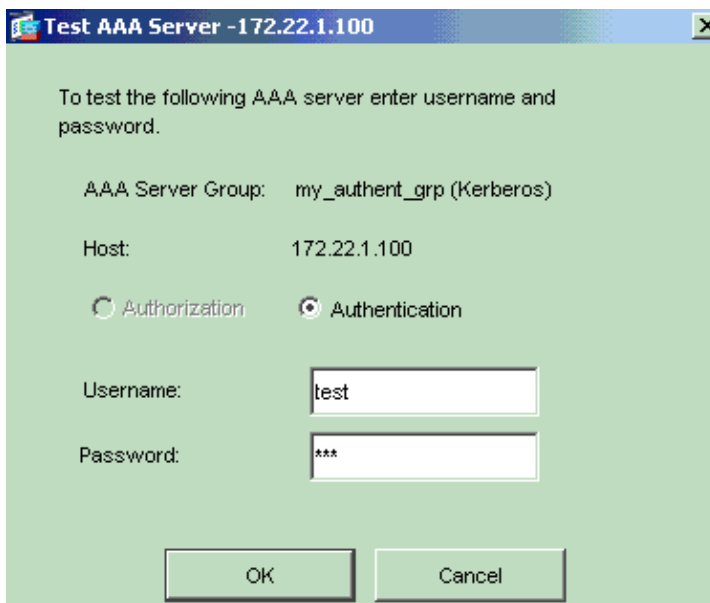 Test AAA Server -172.22.1.100
To test the following AAA server enter username and
password.
AAA Server Group: my_authent_grp (Kerberos)
Host: 172.22.1.100
Authorization Authentication
Username: test
Password: ***
OK Cancel